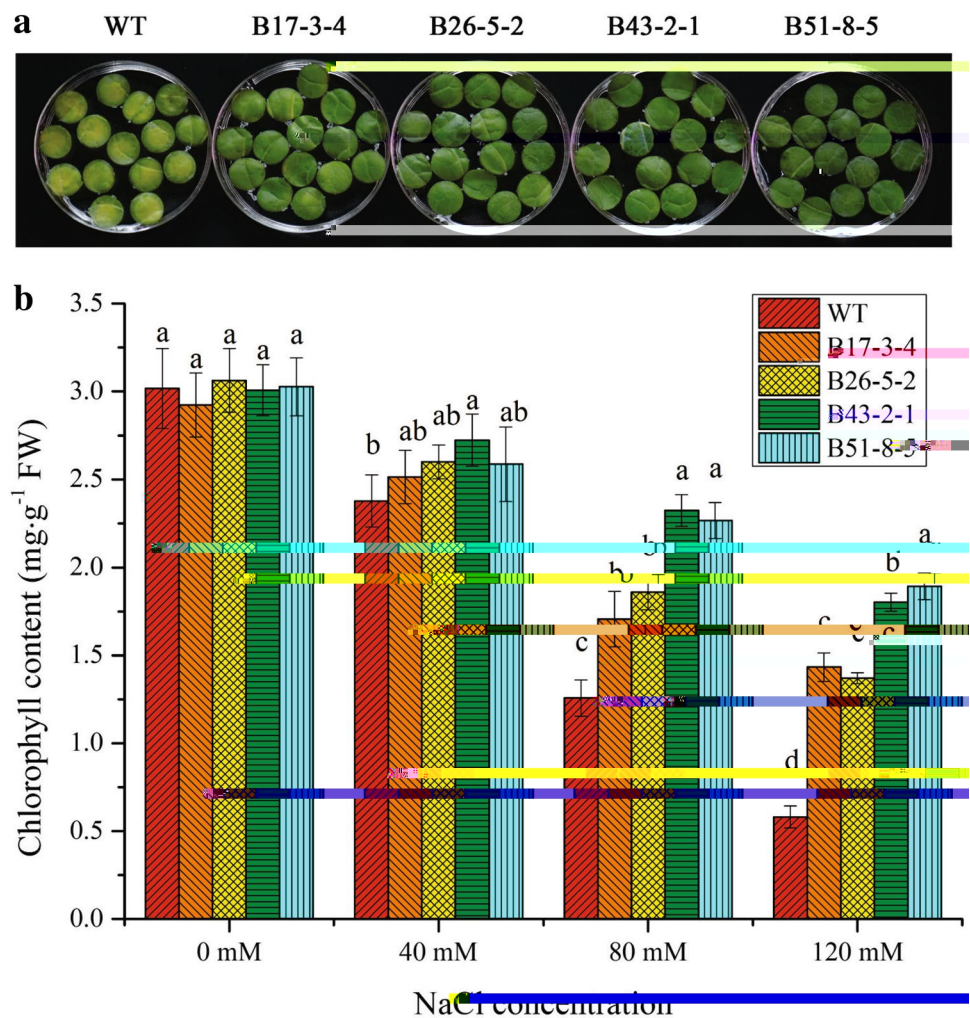 a
WT B17-3-4 B26-5-2 B43-2-1 B51-8-5
b
Chlorophyll content (mg·g⁻¹ FW)
3.5
3.0
2.5
2.0
1.5
1.0
0.5
0.0
WT
B17-3-4
B26-5-2
B43-2-1
B51-8-5
a a a a a
b ab ab a ab
c b b a a
d c c b a
0 mM 40 mM 80 mM 120 mM
NaCl concentration